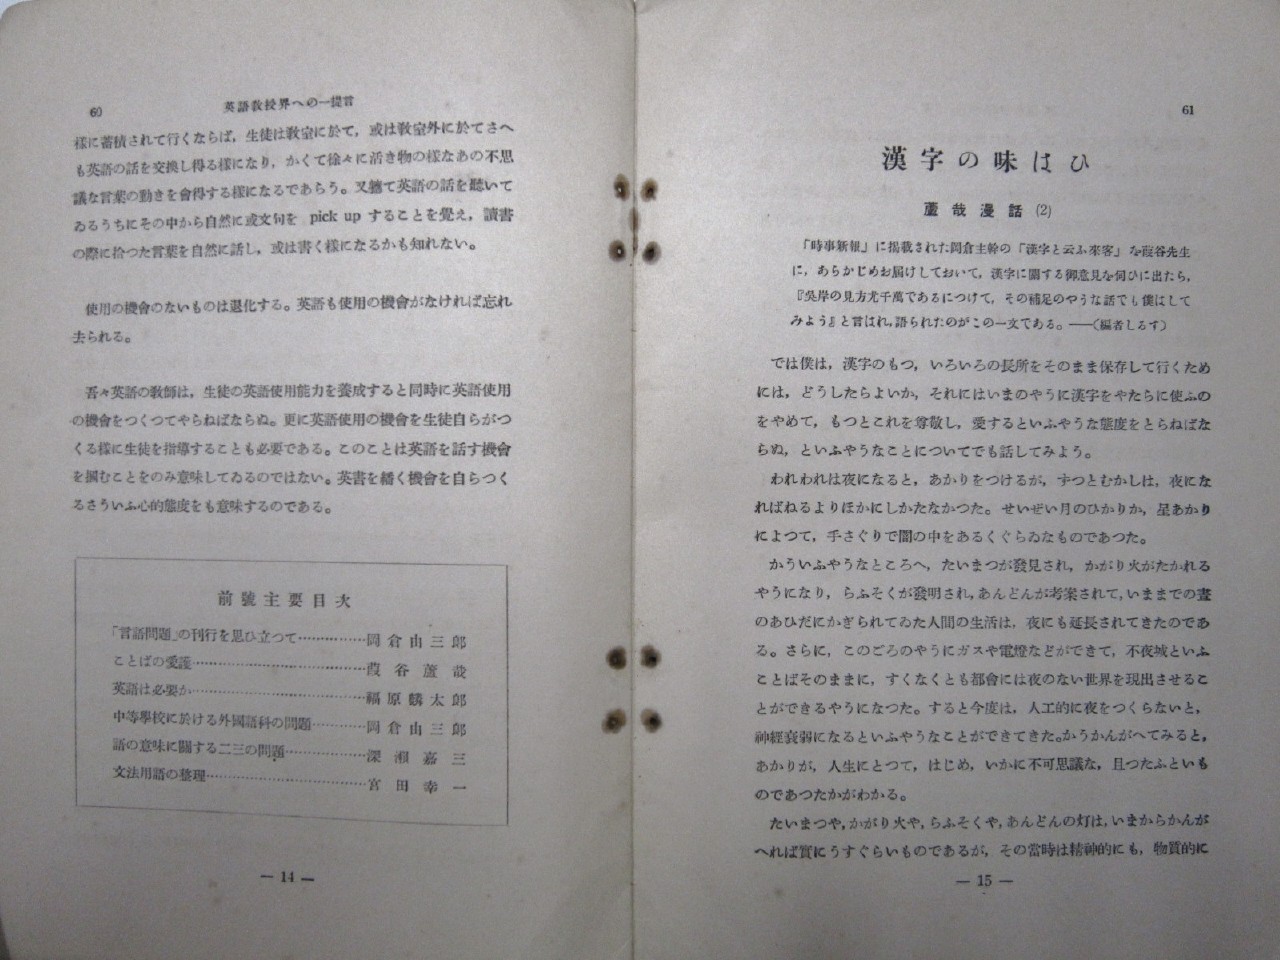 60
英語敎授界への一提言
樣に蓄積されて行くならば，生徒は敎室に於て，或は敎室外に於てさへ
も英語の話を交換し得る樣になり，かくて徐々に活き物の樣なあの不思
議な言葉の動きを會得する樣になるであらう。又軈て英語の話を聽いて
ゐるうちにその中から自然に或文句を pick up することを覺え，讀書
の際に拾つた言葉を自然に話し，或は書く樣になるかも知れない。
使用の機會のないものは退化する。英語も使用の機會がなければ忘れ
去られる。
吾々英語の敎師は，生徒の英語使用能力を養成すると同時に英語使用
の機會をつくつてやらねばならぬ。更に英語使用の機會を生徒自らがつ
くる樣に生徒を指導することも必要である。このことは英語を話す機會
を摑むことをのみ意味してゐるのではない。英書を繙く機會を自らつく
るさういふ心的態度をも意味するのである。
前號主要目次
「言語問題」の刊行を思ひ立つて……………岡倉由三郎
ことばの愛護……………………………………葭谷蘆哉
英語は必要か……………………………………福原麟太郎
中等學校に於ける外國語科の問題……………岡倉由三郎
語の意味に關する二三の問題…………………深瀨嘉三
文法用語の整理…………………………………宮田幸一
— 14 —
61
漢字の味はひ
蘆哉漫話 (2)
「時事新報」に揭載された岡倉主幹の「漢字と云ふ來客」を葭谷先生
に，あらかじめお屆けしておいて，漢字に關する御意見を伺ひに出たら，
『吳岸の見方尤千萬であるにつけて，その補足のやうな話でも僕はして
みよう』と言はれ，語られたのがこの一文である。——（編者しるす）
では僕は，漢字のもつ，いろいろの長所をそのまま保存して行くため
には，どうしたらよいか，それにはいまのやうに漢字をやたらに使ふの
をやめて，もつとこれを尊敬し，愛するといふやうな態度をとらねばな
らぬ，といふやうなことについてでも話してみよう。
われわれは夜になると，あかりをつけるが，ずつとむかしは，夜にな
ればねるよりほかにしかたなかつた。せいぜい月のひかりか，星あかり
によつて，手さぐりで闇の中をあるくぐらゐなものであつた。
かういふやうなところへ，たいまつが發見され，かがり火がたかれる
やうになり，らふそくが發明され，あんどんが考案されて，いままでの晝
のあひだにかぎられてゐた人間の生活は，夜にも延長されてきたのであ
る。さらに，このごろのやうにガスや電燈などができて，不夜城といふ
ことばそのままに，すくなくとも都會には夜のない世界を現出させるこ
とができるやうになつた。すると今度は，人工的に夜をつくらないと，
神經衰弱になるといふやうなことができてきた。かうかんがへてみると，
あかりが，人生にとつて，はじめ，いかに不可思議な，且つたふといも
のであつたかがわかる。
たいまつや，かがり火や，らふそくや，あんどんの灯は，いまからかんが
へれば實にうすぐらいものであるが，その當時は精神的にも，物質的に
— 15 —